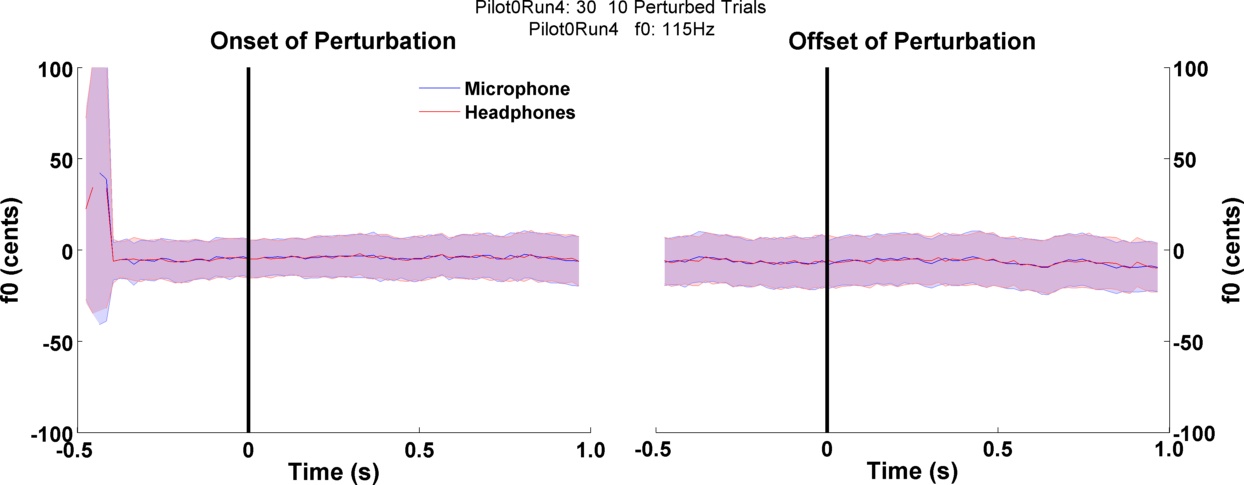 Pilot0Run4: 30  10 Perturbed Trials
Pilot0Run4   f0: 115Hz
Onset of Perturbation
Offset of Perturbation
Microphone
Headphones
100
50
0
-50
-100
f0 (cents)
-0.5
0
0.5
1.0
Time (s)
-0.5
0
0.5
1.0
Time (s)
100
50
0
-50
-100
f0 (cents)